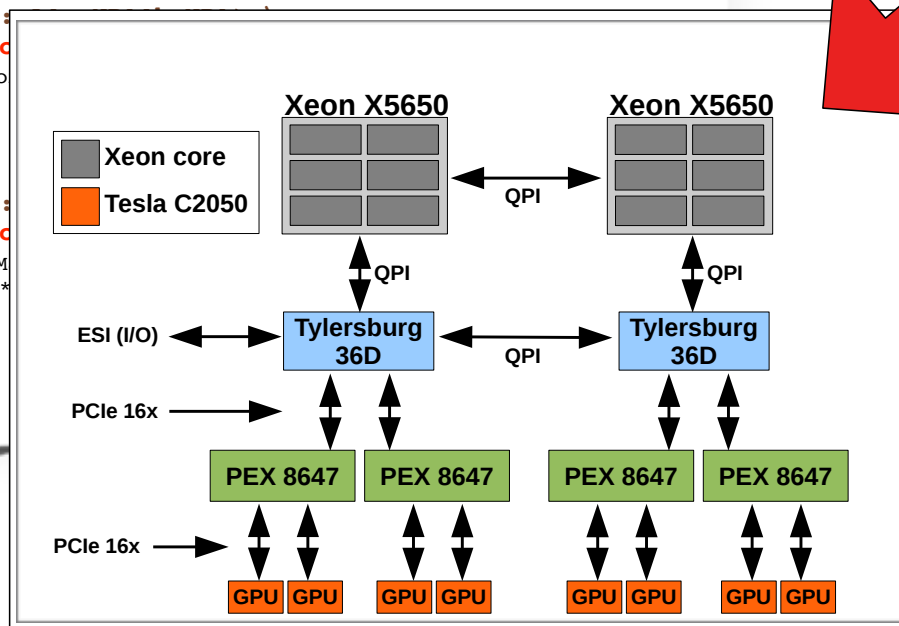 Xeon X5650
Xeon X5650
Xeon core
Tesla C2050
QPI
QPI
QPI
ESI (I/O)
Tylersburg
36D
QPI
Tylersburg
36D
PCIe 16x
PEX 8647
PEX 8647
PEX 8647
PEX 8647
PCIe 16x
GPU
GPU
GPU
GPU
GPU
GPU
GPU
GPU